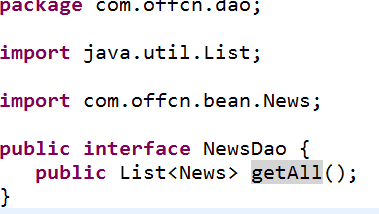 package com.offcn.dao;
import java.util.List;
import com.offcn.bean.News;
public interface NewsDao {
public List<News> getAll();
}